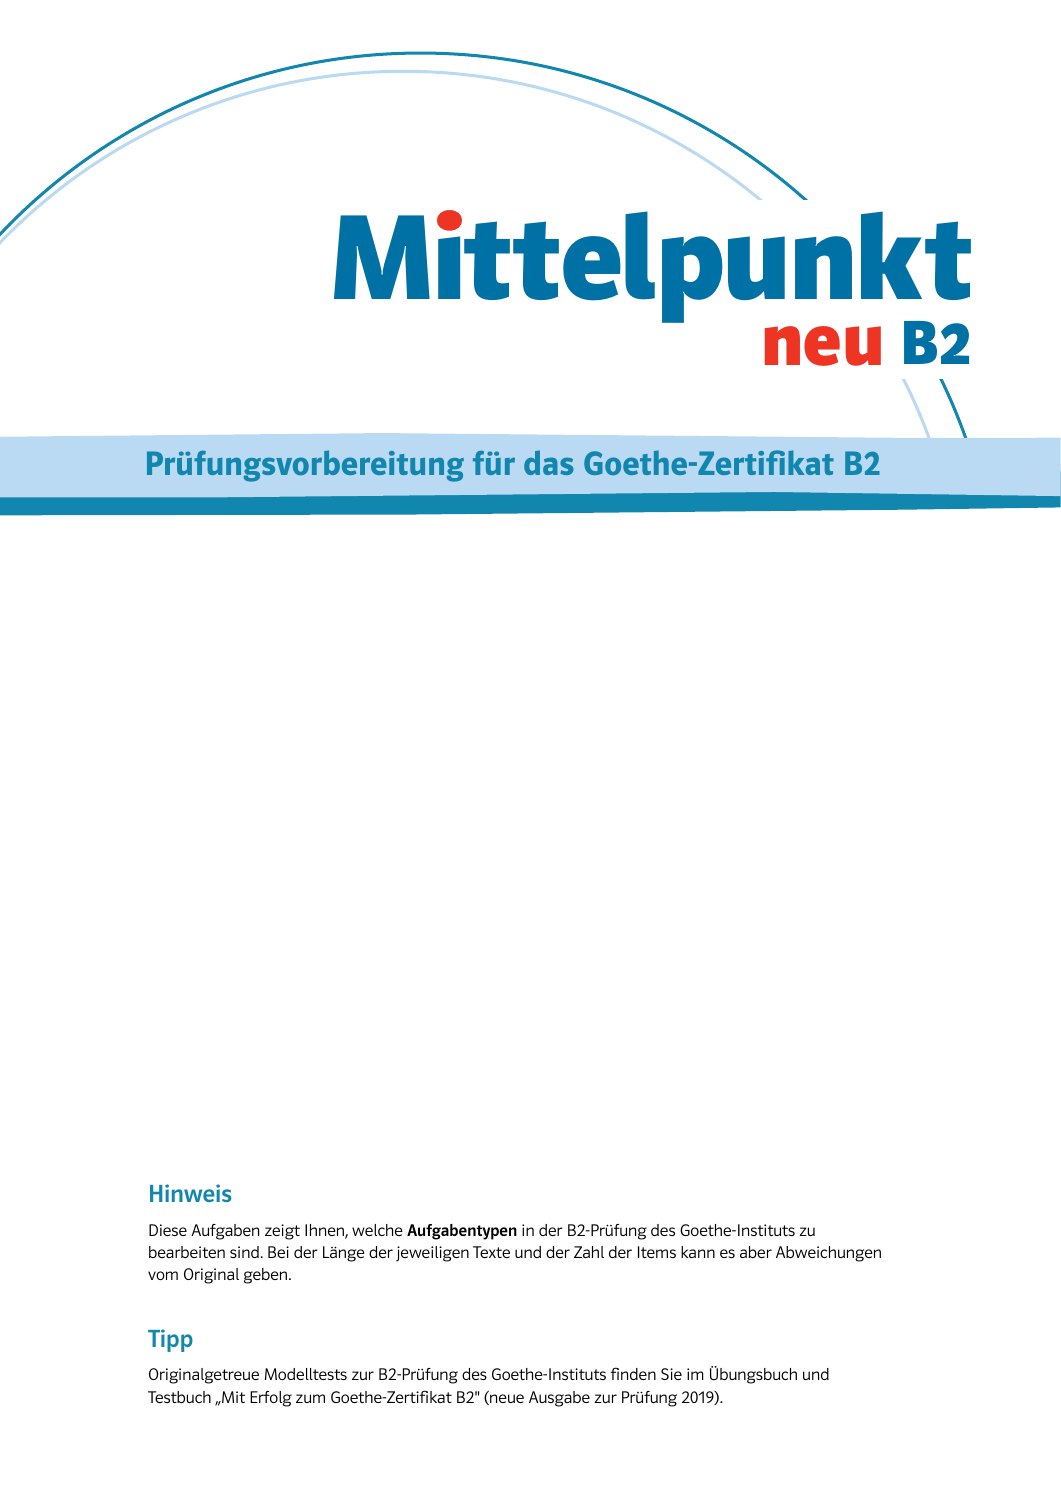 Mittelpunkt
neu B2
Prüfungsvorbereitung für das Goethe-Zertifikat B2
Hinweis
Diese Aufgaben zeigt Ihnen, welche Aufgabentypen in der B2-Prüfung des Goethe-Instituts zu
bearbeiten sind. Bei der Länge der jeweiligen Texte und der Zahl der Items kann es aber Abweichungen
vom Original geben.
Tipp
Originalgetreue Modelltests zur B2-Prüfung des Goethe-Instituts finden Sie im Übungsbuch und
Testbuch „Mit Erfolg zum Goethe-Zertifikat B2" (neue Ausgabe zur Prüfung 2019).